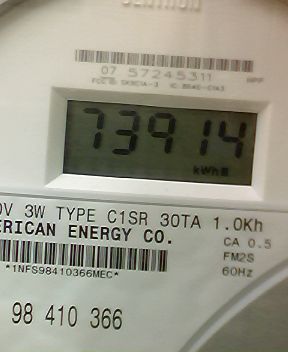 CENTRON
07 57245311
73914
kWh
0V 3W TYPE C1SR 30TA 1.0Kh
ERICAN ENERGY CO.
CA 0.5
FM2S
*1NFS98410366MEC*
60Hz
98 410 366